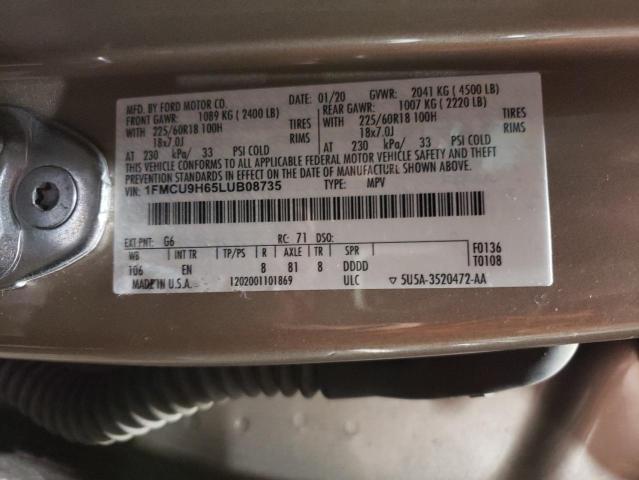 MFD. BY FORD MOTOR CO.
DATE: 01/20 GVWR: 2041 KG ( 4500 LB)
FRONT GAWR: 1089 KG ( 2400 LB) REAR GAWR: 1007 KG ( 2220 LB)
WITH 225/60R18 100H TIRES WITH 225/60R18 100H TIRES
18x7.0J RIMS 18x7.0J RIMS
AT 230 kPa/ 33 PSI COLD AT 230 kPa/ 33 PSI COLD
THIS VEHICLE CONFORMS TO ALL APPLICABLE FEDERAL MOTOR VEHICLE SAFETY AND THEFT
PREVENTION STANDARDS IN EFFECT ON THE DATE OF MANUFACTURE SHOWN ABOVE.
VIN: 1FMCU9H65LUB08735 TYPE: MPV
EXT PNT: G6 RC: 71 DSO: F0136
WB INT TR TP/PS R AXLE TR SPR T0108
106 EN 8 81 8 DDDD
MADE IN U.S.A. 1202001101869 ULC ▽ 5U5A-3520472-AA